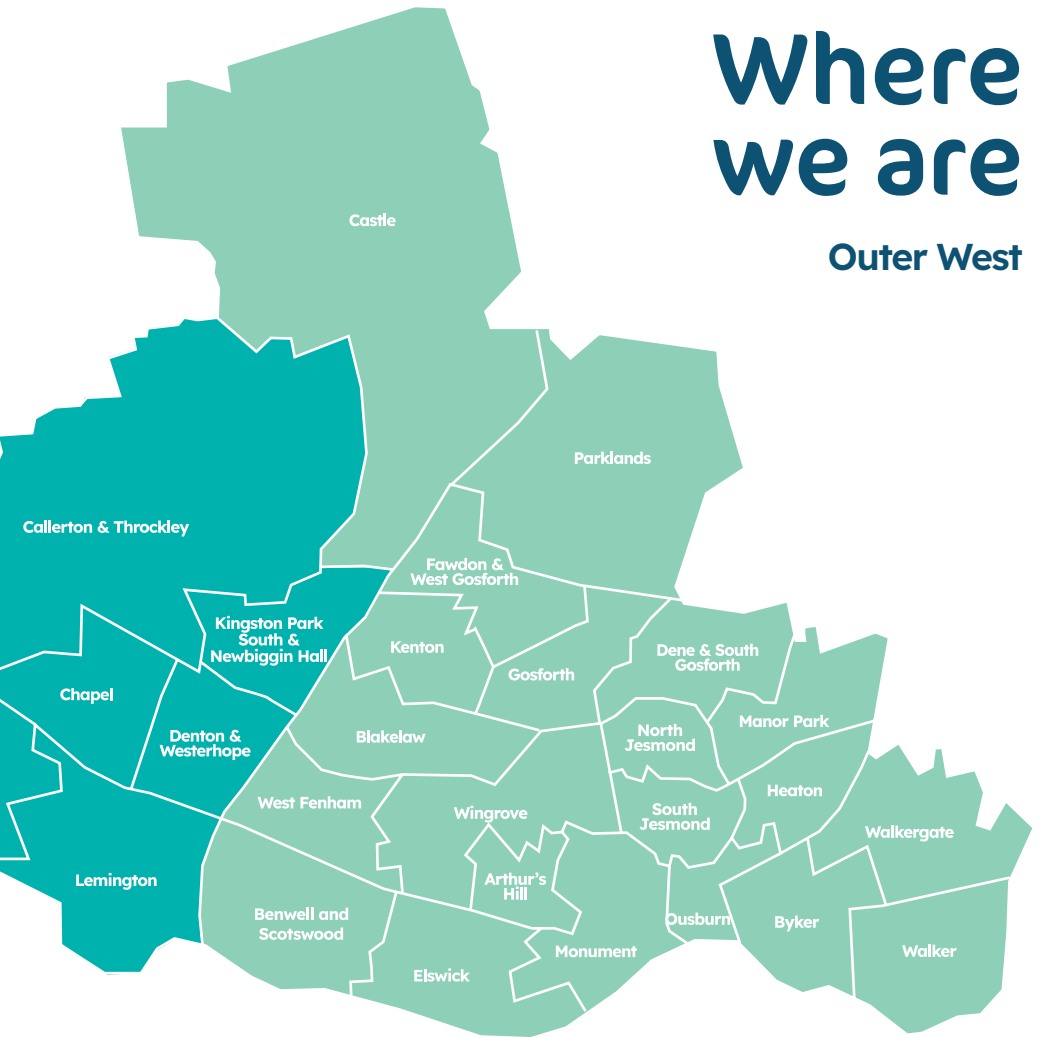 Where
we are
Outer West
Castle
Parklands
Callerton & Throckley
Fawdon &
West Gosforth
Kingston Park
South &
Newbiggin Hall
Kenton
Dene & South
Gosforth
Gosforth
Chapel
Manor Park
Denton &
Westerhope
Blakelaw
North
Jesmond
Heaton
West Fenham
Wingrove
South
Jesmond
Walkergate
Lemington
Arthur's
Hill
Benwell and
Scotswood
Ousburn
Byker
Monument
Walker
Elswick